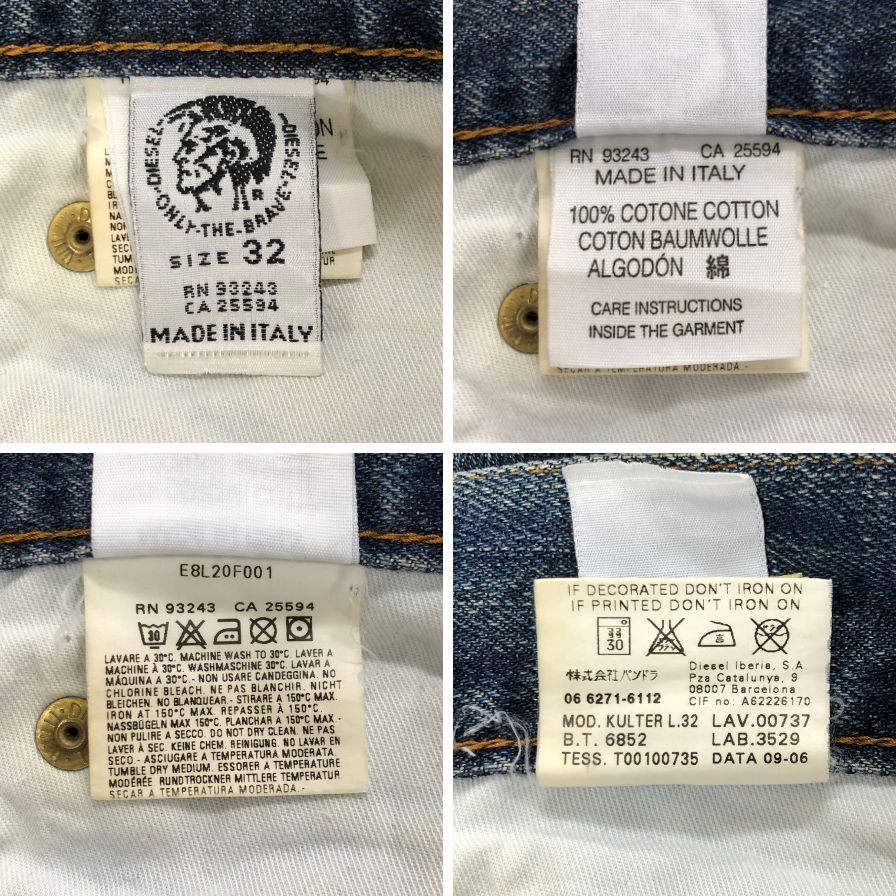 DIESEL
ONLY-THE-BRAVE
DIESEL
R
SIZE 32
RN 93243
CA 25594
MADE IN ITALY
RN 93243 CA 25594
MADE IN ITALY
100% COTONE COTTON
COTON BAUMWOLLE
ALGODÓN 綿
CARE INSTRUCTIONS
INSIDE THE GARMENT
SECAR A TEMPERATURA MODERADA.-
E8L20F001
RN 93243 CA 25594
30
LAVARE A 30°C. MACHINE WASH TO 30°C. LAVER A
MACHINE À 30°C. WASHMASCHINE 30°C. LAVAR A
MÁQUINA A 30°C.- NON USARE CANDEGGINA. NO
CHLORINE BLEACH. NE PAS BLANCHIR. NICHT
BLEICHEN. NO BLANQUEAR.- STIRARE A 150°C MAX.
IRON AT 150°C MAX. REPASSER À 150°C.
NASSBÜGELN MAX 150°C. PLANCHAR A 150°C MAX.-
NON PULIRE A SECCO. DO NOT DRY CLEAN. NE PAS
LAVER À SEC. KEINE CHEM. REINIGUNG. NO LAVAR EN
SECO.- ASCIUGARE A TEMPERATURA MODERATA.
TUMBLE DRY MEDIUM. ESSORER A TEMPERATURE
MODÉRÉE RUNDTROCKNER MITTLERE TEMPERATUR
SECAR A TEMPERATURA MODERADA.-
IF DECORATED DON'T IRON ON
IF PRINTED DON'T IRON ON
30
株式会社パンドラ
06 6271-6112
Diesel Iberia, S.A
Pza Catalunya, 9
08007 Barcelona
CIF no: A62226170
MOD. KULTER L.32 LAV.00737
B.T. 6852 LAB.3529
TESS. T00100735 DATA 09-06